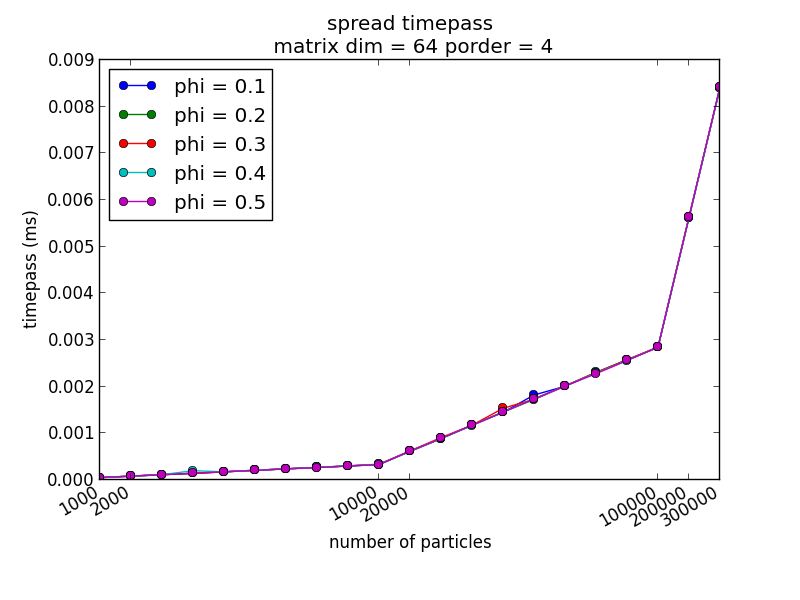 spread timepass
matrix dim = 64 porder = 4
0.009
0.008
0.007
0.006
0.005
0.004
0.003
0.002
0.001
0.000
timepass (ms)
phi = 0.1
phi = 0.2
phi = 0.3
phi = 0.4
phi = 0.5
1000
2000
10000
20000
100000
200000
300000
number of particles